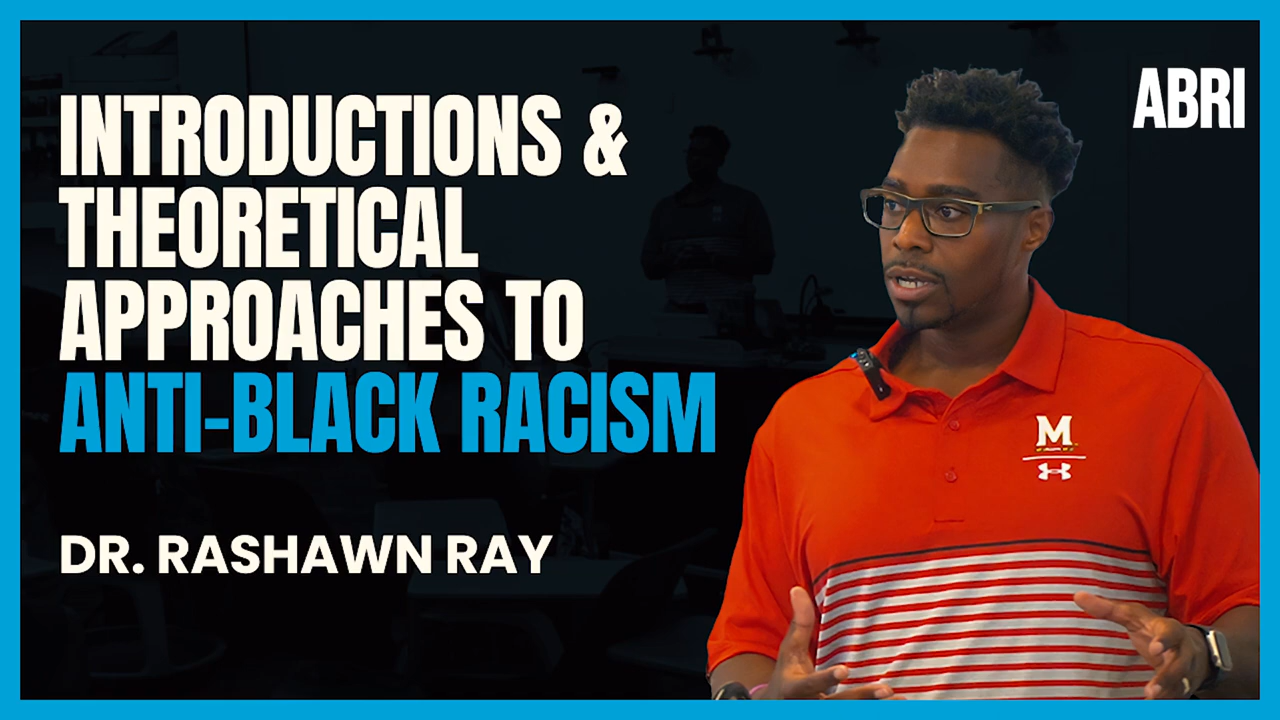 INTRODUCTIONS &
THEORETICAL
APPROACHES TO
ANTI-BLACK RACISM
DR. RASHAWN RAY
ABRI
M